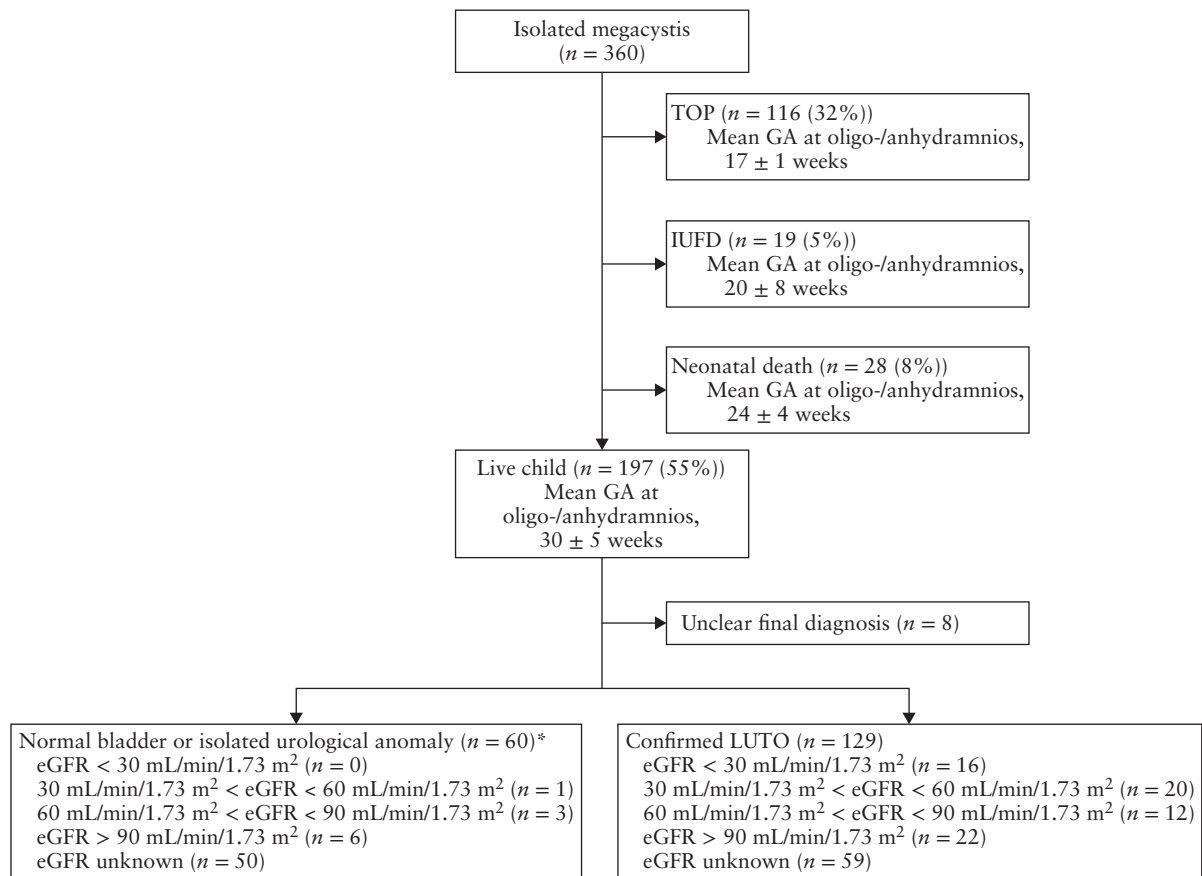 Isolated megacystis
(n = 360)
TOP (n = 116 (32%))
Mean GA at oligo-/anhydramnios,
17 ± 1 weeks
IUFD (n = 19 (5%))
Mean GA at oligo-/anhydramnios,
20 ± 8 weeks
Neonatal death (n = 28 (8%))
Mean GA at oligo-/anhydramnios,
24 ± 4 weeks
Live child (n = 197 (55%))
Mean GA at
oligo-/anhydramnios,
30 ± 5 weeks
Unclear final diagnosis (n = 8)
Normal bladder or isolated urological anomaly (n = 60)*
eGFR < 30 mL/min/1.73 m² (n = 0)
30 mL/min/1.73 m² < eGFR < 60 mL/min/1.73 m² (n = 1)
60 mL/min/1.73 m² < eGFR < 90 mL/min/1.73 m² (n = 3)
eGFR > 90 mL/min/1.73 m² (n = 6)
eGFR unknown (n = 50)
Confirmed LUTO (n = 129)
eGFR < 30 mL/min/1.73 m² (n = 16)
30 mL/min/1.73 m² < eGFR < 60 mL/min/1.73 m² (n = 20)
60 mL/min/1.73 m² < eGFR < 90 mL/min/1.73 m² (n = 12)
eGFR > 90 mL/min/1.73 m² (n = 22)
eGFR unknown (n = 59)